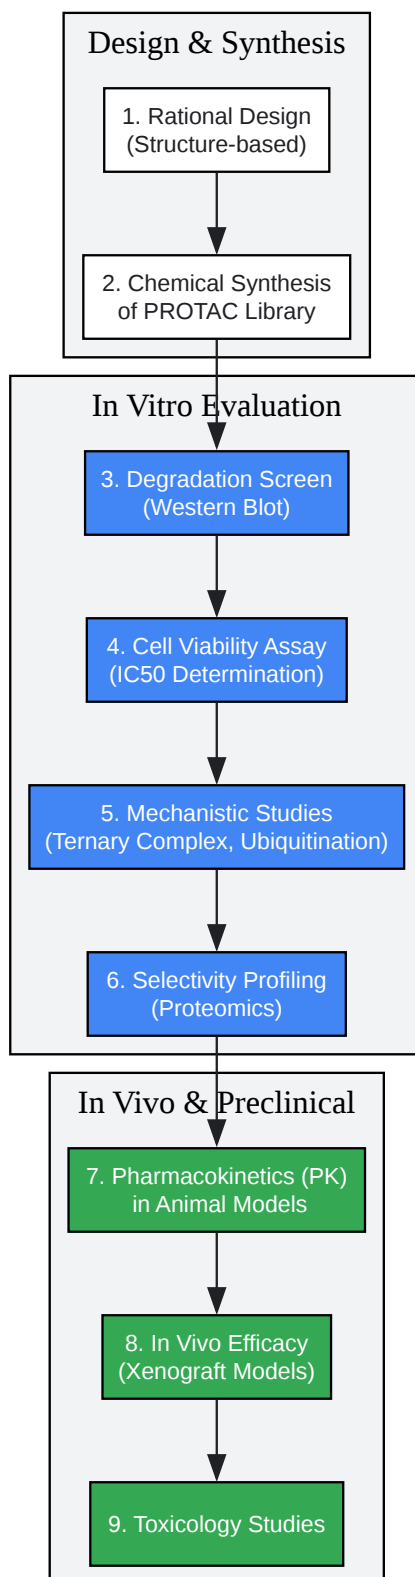 Design & Synthesis
1. Rational Design
(Structure-based)
2. Chemical Synthesis
of PROTAC Library
In Vitro Evaluation
3. Degradation Screen
(Western Blot)
4. Cell Viability Assay
(IC50 Determination)
5. Mechanistic Studies
(Ternary Complex, Ubiquitination)
6. Selectivity Profiling
(Proteomics)
In Vivo & Preclinical
7. Pharmacokinetics (PK)
in Animal Models
8. In Vivo Efficacy
(Xenograft Models)
9. Toxicology Studies